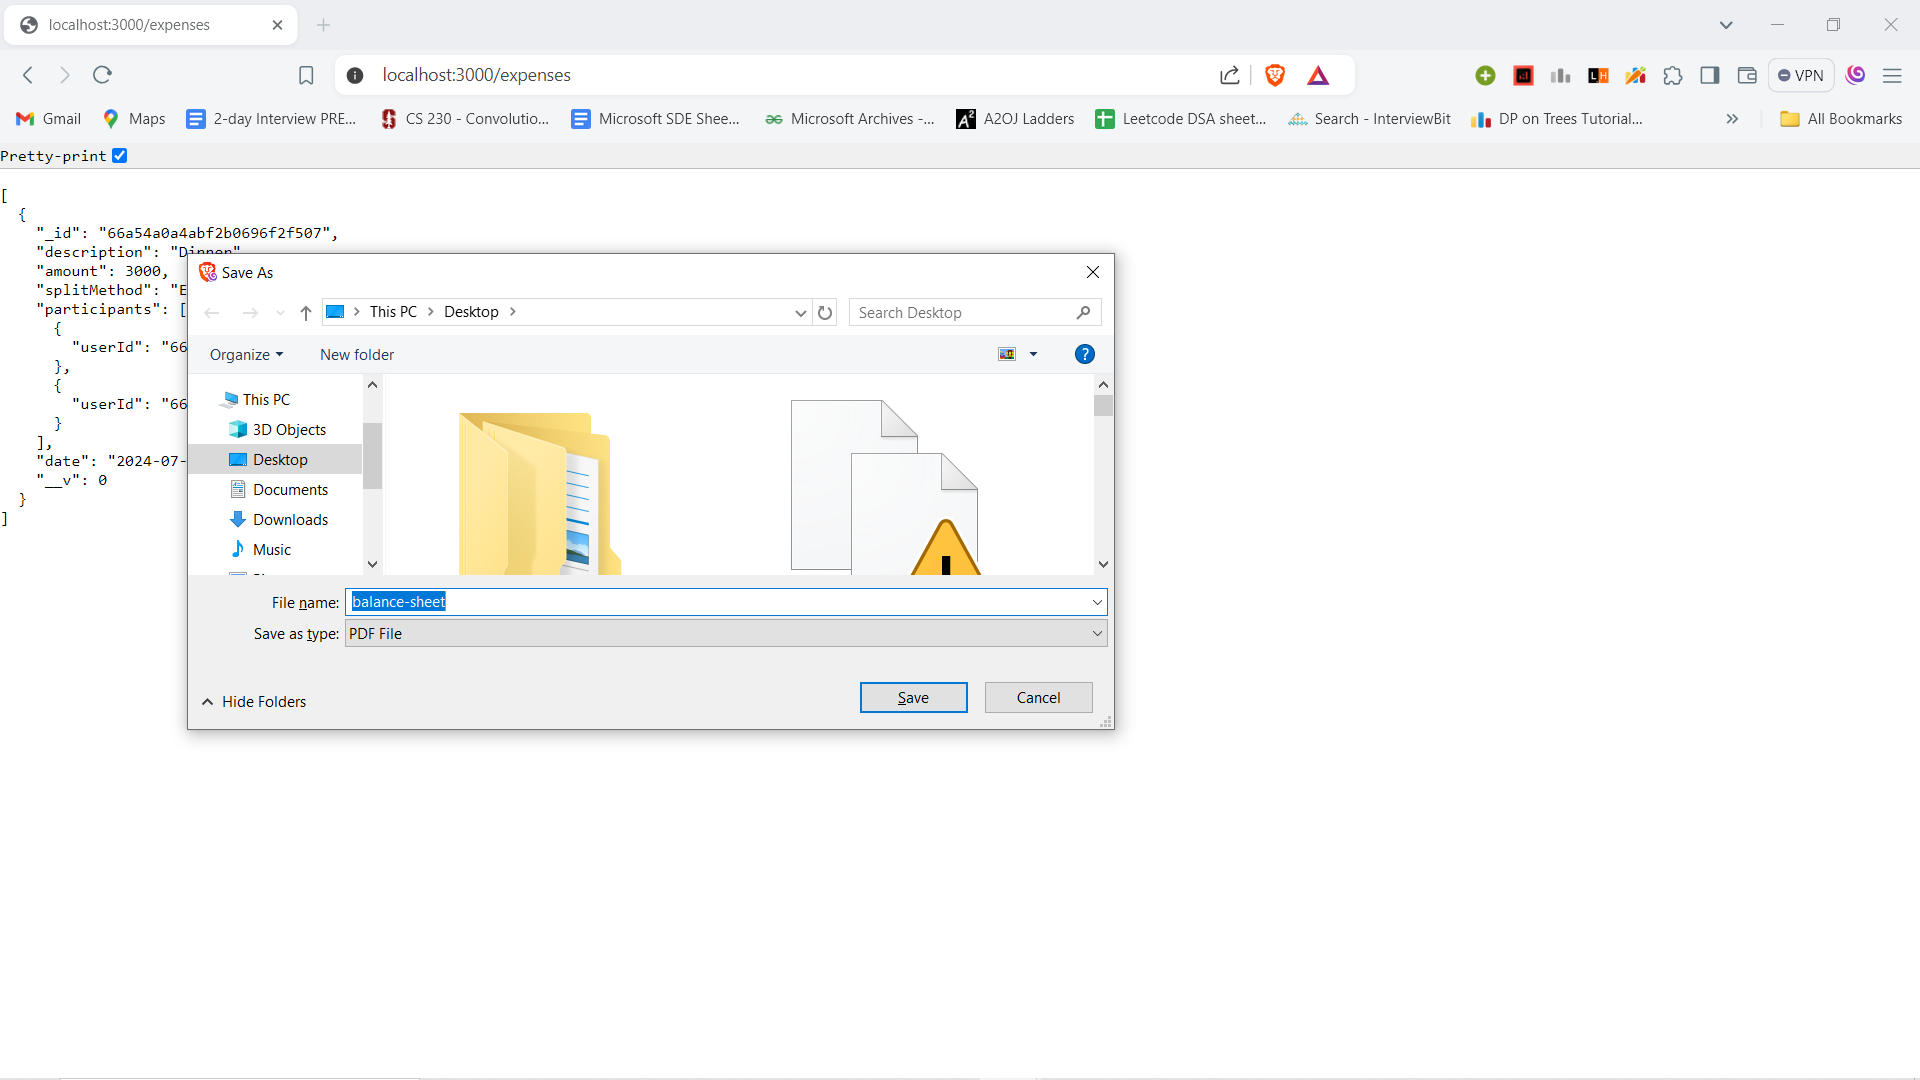 localhost:3000/expenses
localhost:3000/expenses
VPN
Gmail
Maps
2-day Interview PRE...
CS 230 - Convolutio...
Microsoft SDE Shee...
Microsoft Archives -...
A2OJ Ladders
Leetcode DSA sheet...
Search - InterviewBit
DP on Trees Tutorial...
All Bookmarks
Pretty-print
[
{
"_id": "66a54a0a4abf2b0696f2f507",
"description": "Dinner"
"amount": 3000,
"splitMethod": "E
"participants": [
{
"userId": "66
},
{
"userId": "66
}
],
"date": "2024-07-
"__v": 0
}
]
Save As
This PC > Desktop >
Search Desktop
Organize
New folder
This PC
3D Objects
Desktop
Documents
Downloads
Music
File name: balance-sheet
Save as type: PDF File
Hide Folders
Save
Cancel